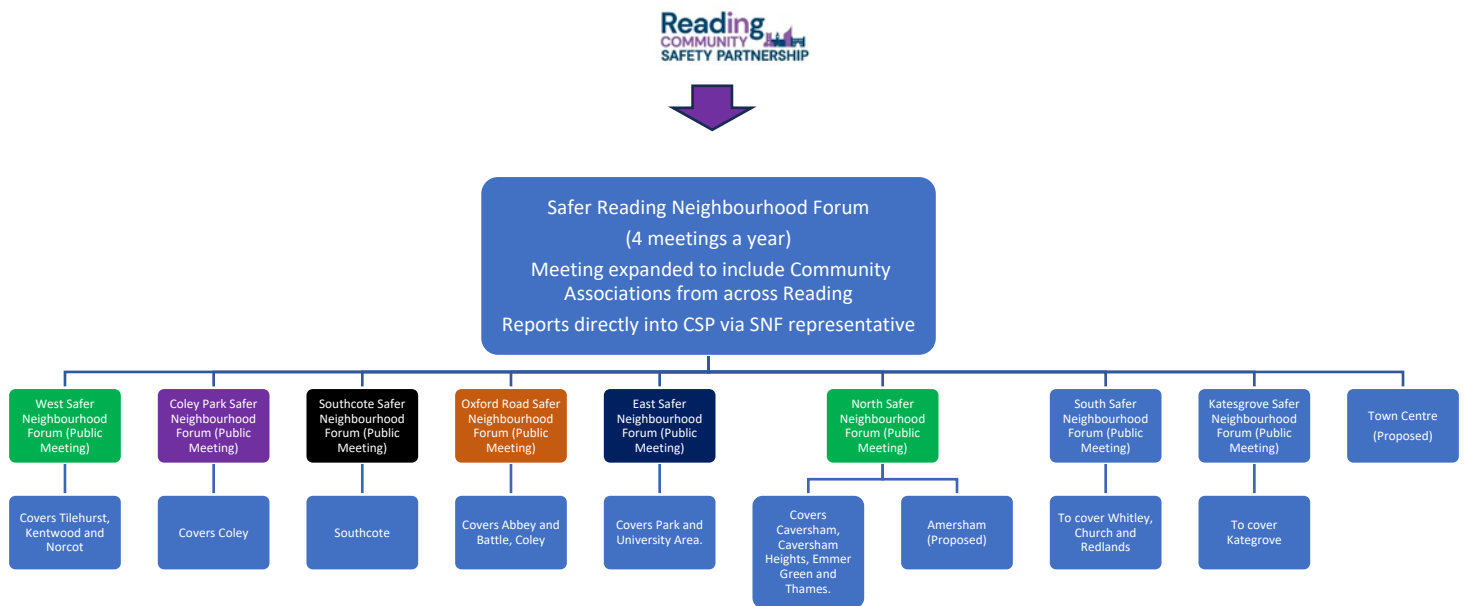 Reading
COMMUNITY
SAFETY PARTNERSHIP
Safer Reading Neighbourhood Forum
(4 meetings a year)
Meeting expanded to include Community
Associations from across Reading
Reports directly into CSP via SNF representative
West Safer
Neighbourhood
Forum (Public
Meeting)
Coley Park Safer
Neighbourhood
Forum (Public
Meeting)
Southcote Safer
Neighbourhood
Forum (Public
Meeting)
Oxford Road Safer
Neighbourhood
Forum (Public
Meeting)
East Safer
Neighbourhood
Forum (Public
Meeting)
North Safer
Neighbourhood
Forum (Public
Meeting)
South Safer
Neighbourhood
Forum (Public
Meeting)
Katesgrove Safer
Neighbourhood
Forum (Public
Meeting)
Town Centre
(Proposed)
Covers Tilehurst,
Kentwood and
Norcot
Covers Coley
Southcote
Covers Abbey and
Battle, Coley
Covers Park and
University Area.
Covers
Caversham,
Caversham
Heights, Emmer
Green and
Thames.
Amersham
(Proposed)
To cover Whitley,
Church and
Redlands
To cover
Kategrove